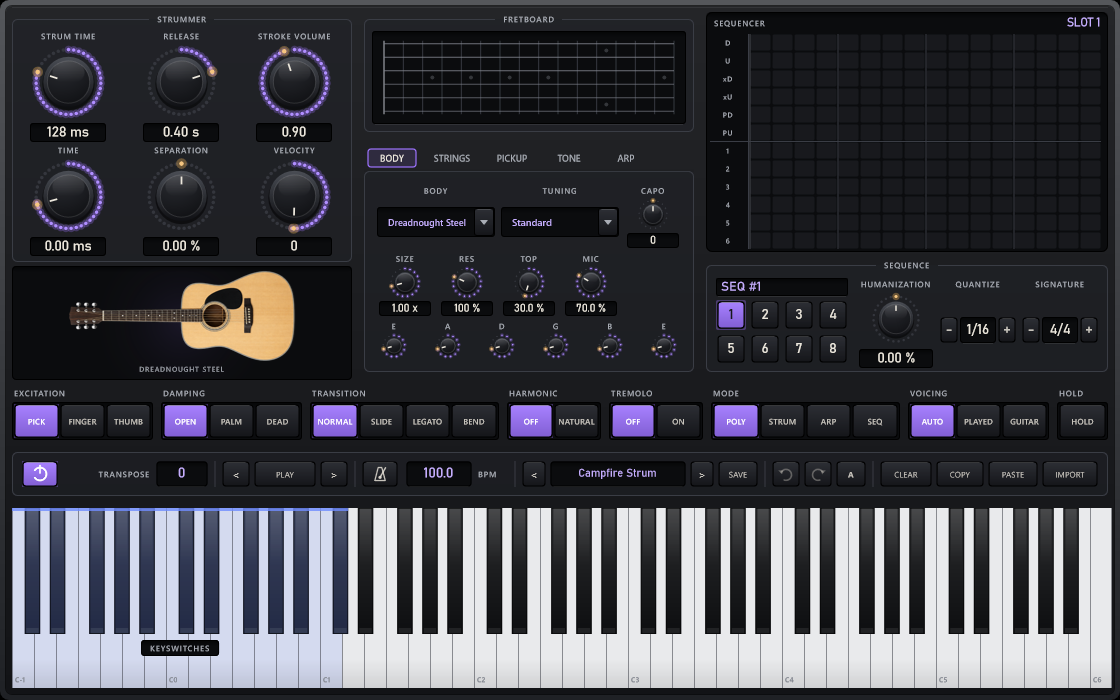 STRUMMER
STRUM TIME RELEASE STROKE VOLUME
128 ms 0.40 s 0.90
TIME SEPARATION VELOCITY
0.00 ms 0.00 % 0
DREADNOUGHT STEEL
FRETBOARD
BODY STRINGS PICKUP TONE ARP
BODY TUNING CAPO
Dreadnought Steel Standard
0
SIZE RES TOP MIC
1.00 x 100 % 30.0 % 70.0 %
E A D G B E
SEQUENCER SLOT 1
D
U
xD
xU
PD
PU
1
2
3
4
5
6
SEQUENCE
SEQ #1 HUMANIZATION QUANTIZE SIGNATURE
1 2 3 4
- 1/16 + - 4/4 +
5 6 7 8
0.00 %
EXCITATION DAMPING TRANSITION HARMONIC TREMOLO MODE VOICING HOLD
PICK FINGER THUMB OPEN PALM DEAD NORMAL SLIDE LEGATO BEND OFF NATURAL OFF ON POLY STRUM ARP SEQ AUTO PLAYED GUITAR HOLD
TRANSPOSE 0 < PLAY > 100.0 BPM < Campfire Strum > SAVE A CLEAR COPY PASTE IMPORT
KEYSWITCHES
C-1 C0 C1 C2 C3 C4 C5 C6